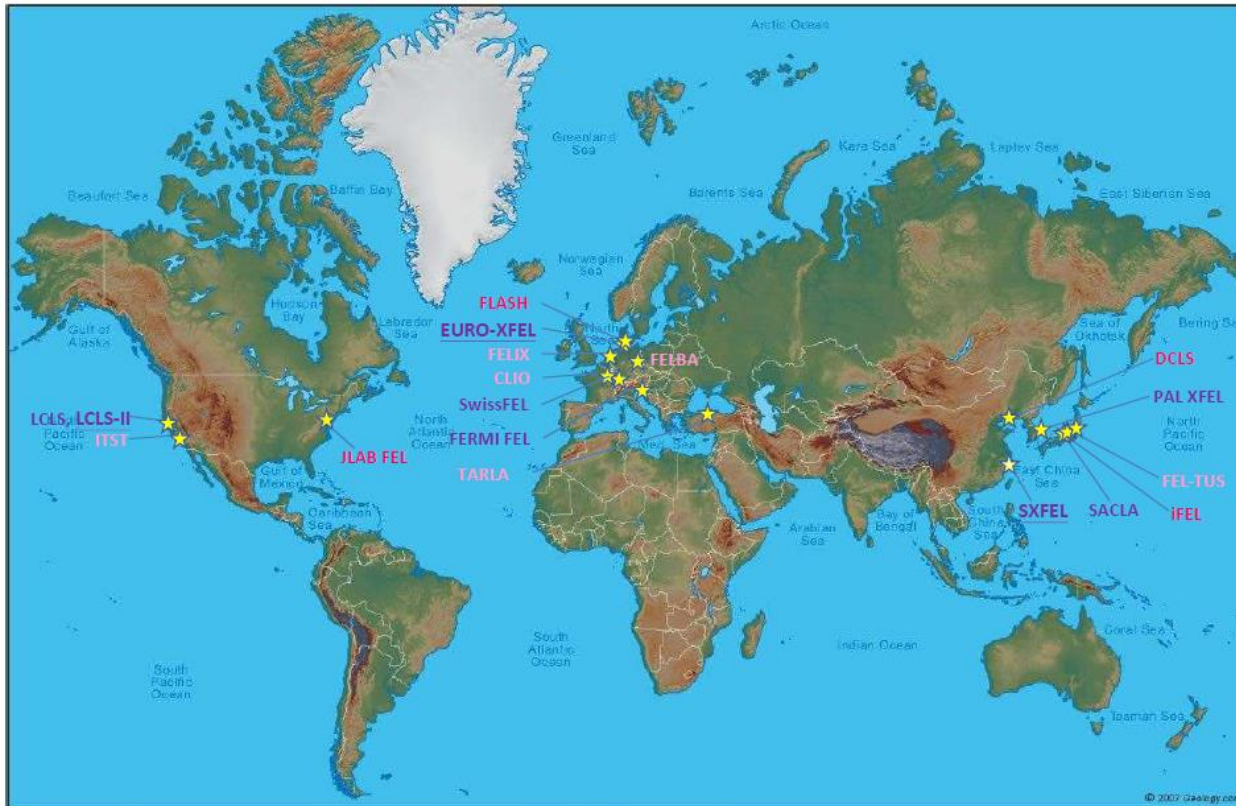 Arctic Ocean
Greenland
Sea
Kara Sea
Laptev Sea
Barents Sea
East Siberian Sea
Beaufort Sea
Baffin Bay
Norwegian
Sea
Hudson
Bay
Labrador
Sea
Gulf of
Alaska
Sea of
Okhotsk
Bering Sea
FLASH
EURO-XFEL
North
FELIX
FELBA
CLIO
SwissFEL
FERMI FEL
TARLA
DCLS
PAL XFEL
LCLS, LCLS-II
ITST
Pacific
Ocean
JLAB FEL
North
Atlantic
Ocean
Med. Sea
North
Pacific
Ocean
Gulf of
Mexico
Caribbean
Sea
Arabian
Sea
Bay of
Bengal
South
China
Sea
East China
Sea
SXFEL
SACLA
FEL-TUS
iFEL
South
Pacific
Ocean
South
Atlantic
Ocean
Indian Ocean
Coral Sea
Tasman Sea
© 2007 Geology.com